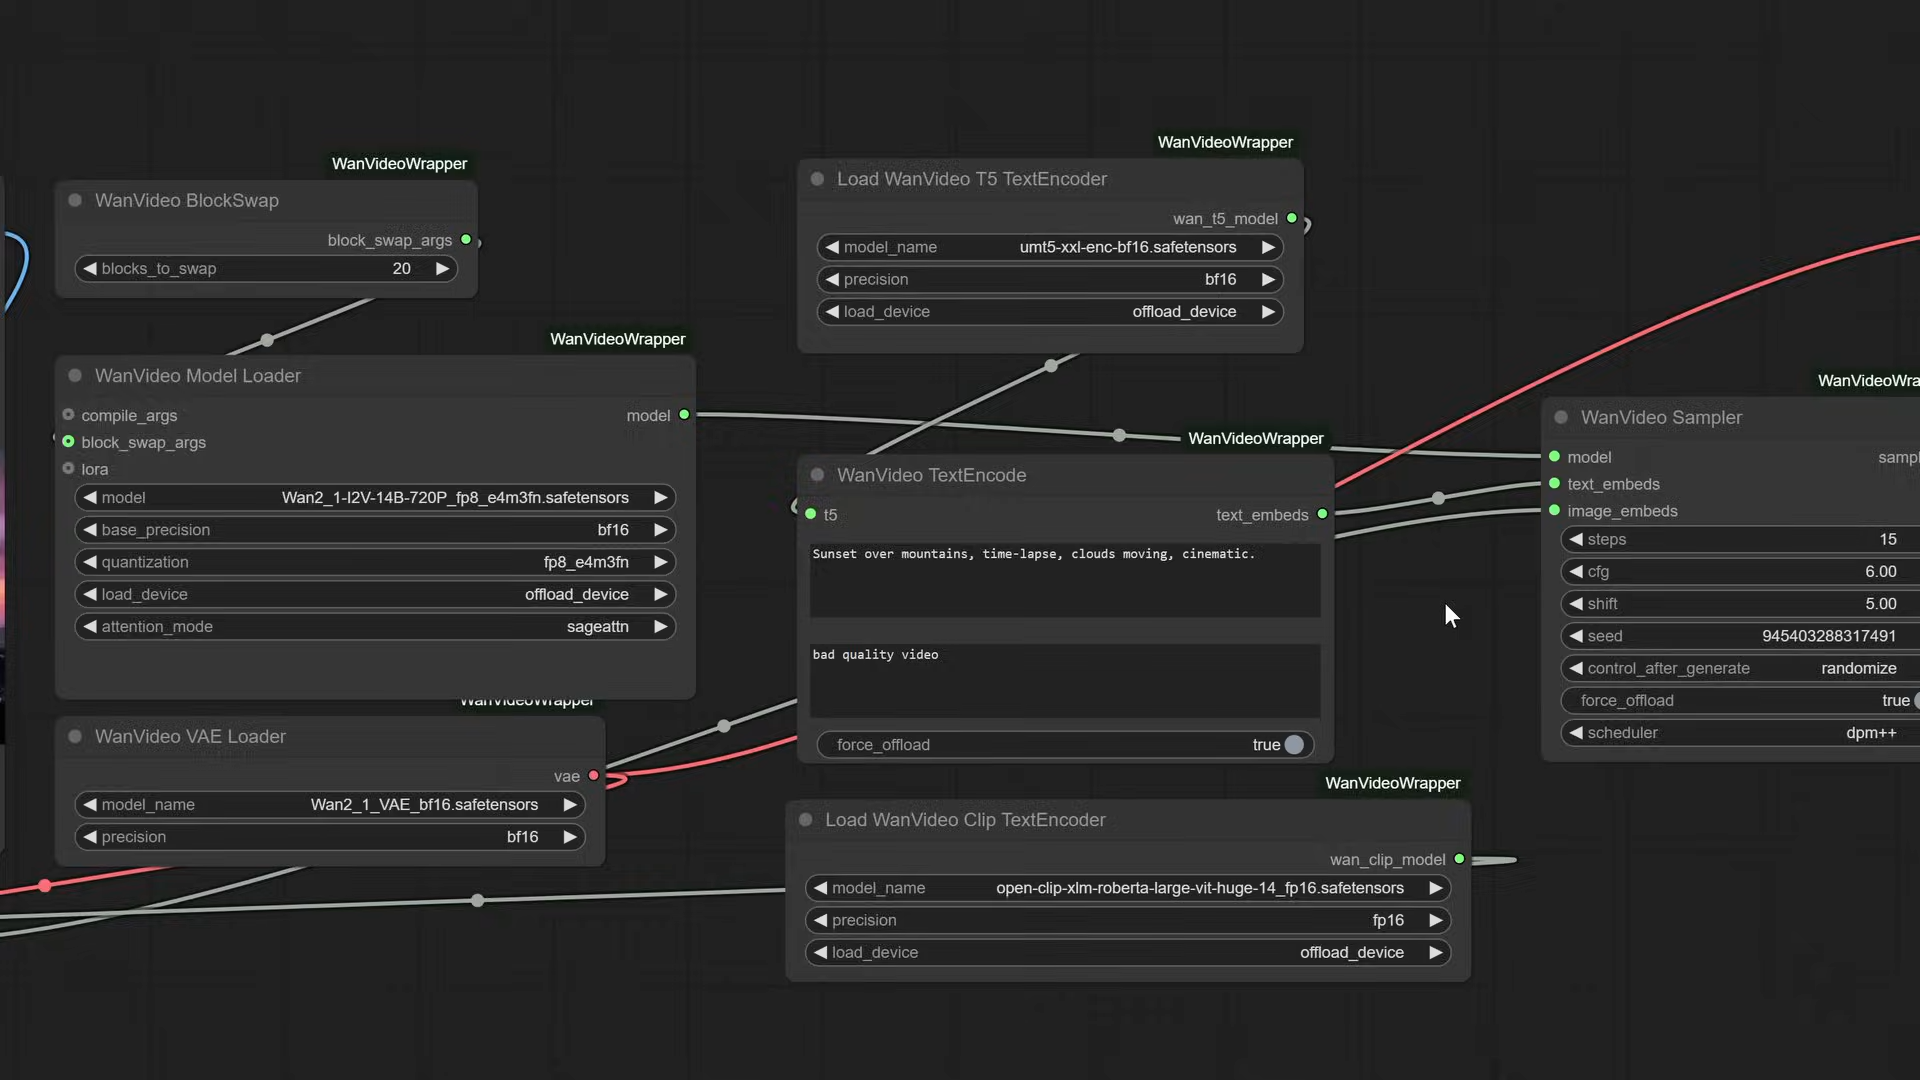 WanVideoWrapper
WanVideo BlockSwap
block_swap_args
blocks_to_swap 20
WanVideoWrapper
WanVideo Model Loader
compile_args model
block_swap_args
lora
model Wan2_1-I2V-14B-720P_fp8_e4m3fn.safetensors
base_precision bf16
quantization fp8_e4m3fn
load_device offload_device
attention_mode sageattn
WanVideoWrapper
WanVideo VAE Loader
vae
model_name Wan2_1_VAE_bf16.safetensors
precision bf16
WanVideoWrapper
Load WanVideo T5 TextEncoder
wan_t5_model
model_name umt5-xxl-enc-bf16.safetensors
precision bf16
load_device offload_device
WanVideoWrapper
WanVideo TextEncode
t5 text_embeds
Sunset over mountains, time-lapse, clouds moving, cinematic.
bad quality video
force_offload true
WanVideoWrapper
Load WanVideo Clip TextEncoder
wan_clip_model
model_name open-clip-xlm-roberta-large-vit-huge-14_fp16.safetensors
precision fp16
load_device offload_device
WanVideoWra
WanVideo Sampler
model sampl
text_embeds
image_embeds
steps 15
cfg 6.00
shift 5.00
seed 945403288317491
control_after_generate randomize
force_offload true
scheduler dpm++